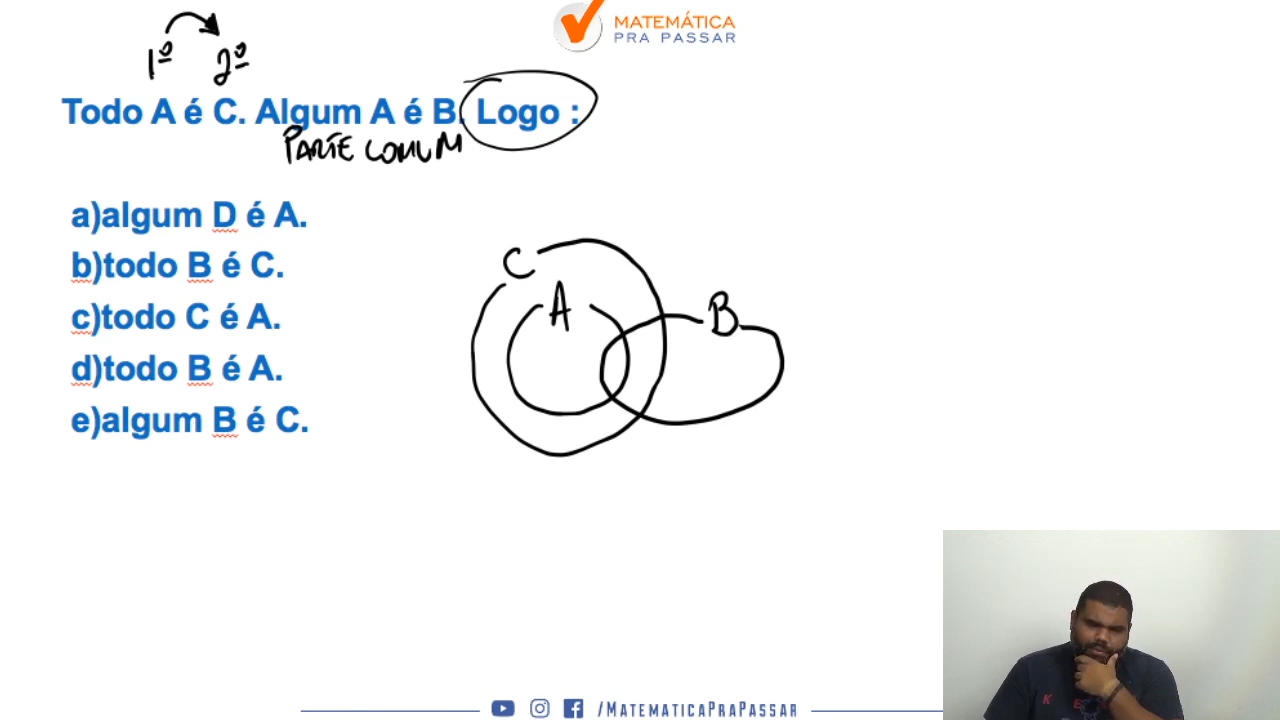 MATEMÁTICA
PRA PASSAR
1º 2º
Todo A é C. Algum A é B. Logo :
PARTE COMUM
a)algum D é A.
b)todo B é C.
c)todo C é A.
d)todo B é A.
e)algum B é C.
C
A
B
K E
/MATEMATICAPRAPASSAR